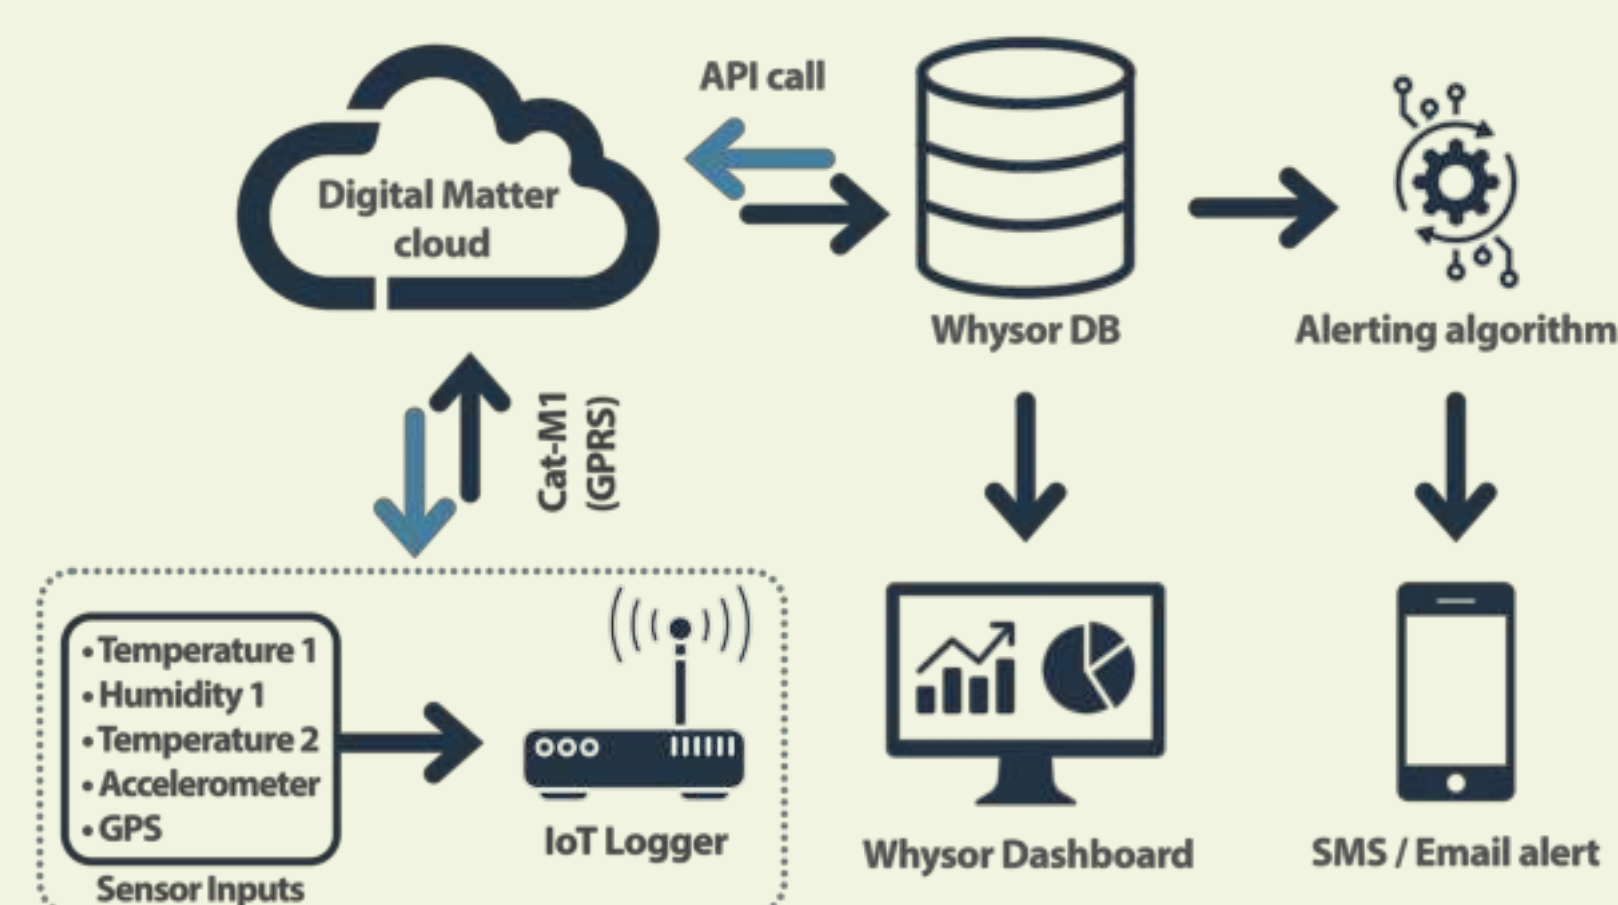 API call
Digital Matter
cloud
Whysor DB
Alerting algorithm
Cat-M1
(GPRS)
• Temperature 1
• Humidity 1
• Temperature 2
• Accelerometer
• GPS
Sensor Inputs
IoT Logger
Whysor Dashboard
SMS / Email alert